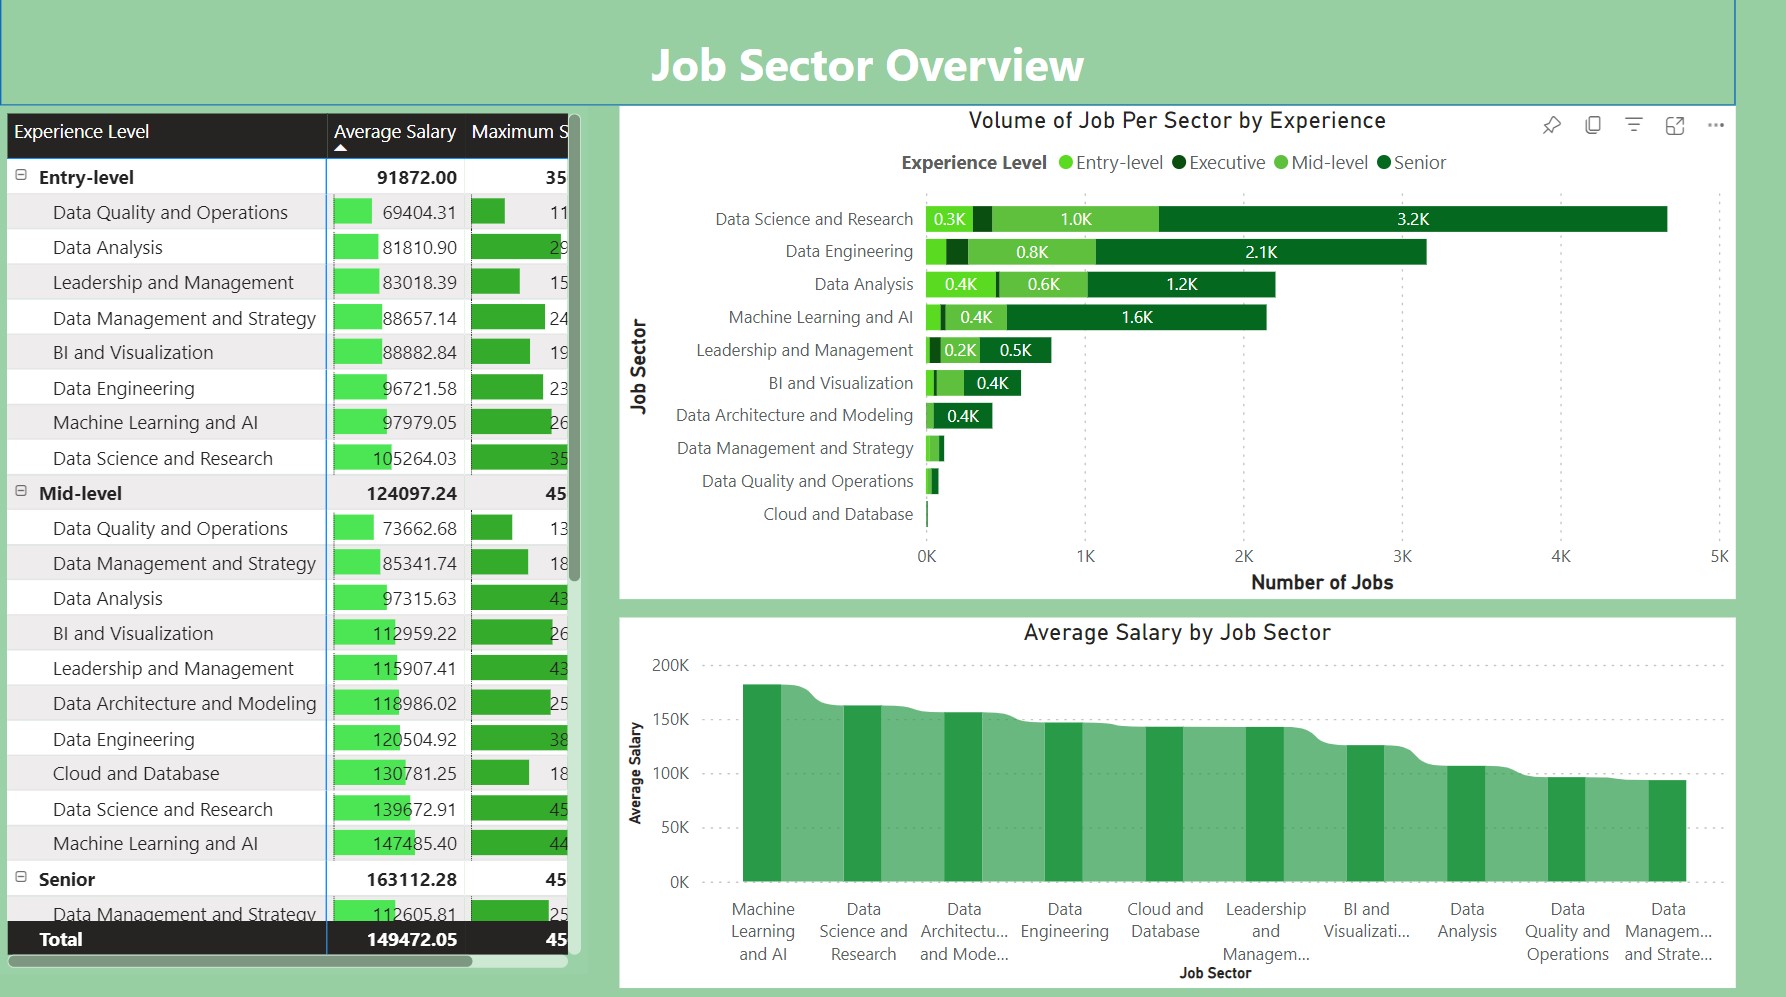 Job Sector Overview
Experience Level Average Salary Maximum S
Entry-level 91872.00 35
Data Quality and Operations 69404.31 11
Data Analysis 81810.90 29
Leadership and Management 83018.39 15
Data Management and Strategy 88657.14 24
BI and Visualization 88882.84 19
Data Engineering 96721.58 23
Machine Learning and AI 97979.05 26
Data Science and Research 105264.03 35
Mid-level 124097.24 45
Data Quality and Operations 73662.68 13
Data Management and Strategy 85341.74 18
Data Analysis 97315.63 43
BI and Visualization 112959.22 26
Leadership and Management 115907.41 43
Data Architecture and Modeling 118986.02 25
Data Engineering 120504.92 38
Cloud and Database 130781.25 18
Data Science and Research 139672.91 45
Machine Learning and AI 147485.40 44
Senior 163112.28 45
Data Management and Strategy 112605.81 25
Total 149472.05 45
Volume of Job Per Sector by Experience
Experience Level Entry-level Executive Mid-level Senior
Job Sector
Data Science and Research 0.3K 1.0K 3.2K
Data Engineering 0.8K 2.1K
Data Analysis 0.4K 0.6K 1.2K
Machine Learning and AI 0.4K 1.6K
Leadership and Management 0.2K 0.5K
BI and Visualization 0.4K
Data Architecture and Modeling 0.4K
Data Management and Strategy
Data Quality and Operations
Cloud and Database
0K 1K 2K 3K 4K 5K
Number of Jobs
Average Salary by Job Sector
Average Salary
200K
150K
100K
50K
0K
Machine Learning and AI
Data Science and Research
Data Architectu... and Mode...
Data Engineering
Cloud and Database
Leadership and Managem...
BI and Visualizati...
Data Analysis
Data Quality and Operations
Data Managem... and Strate...
Job Sector